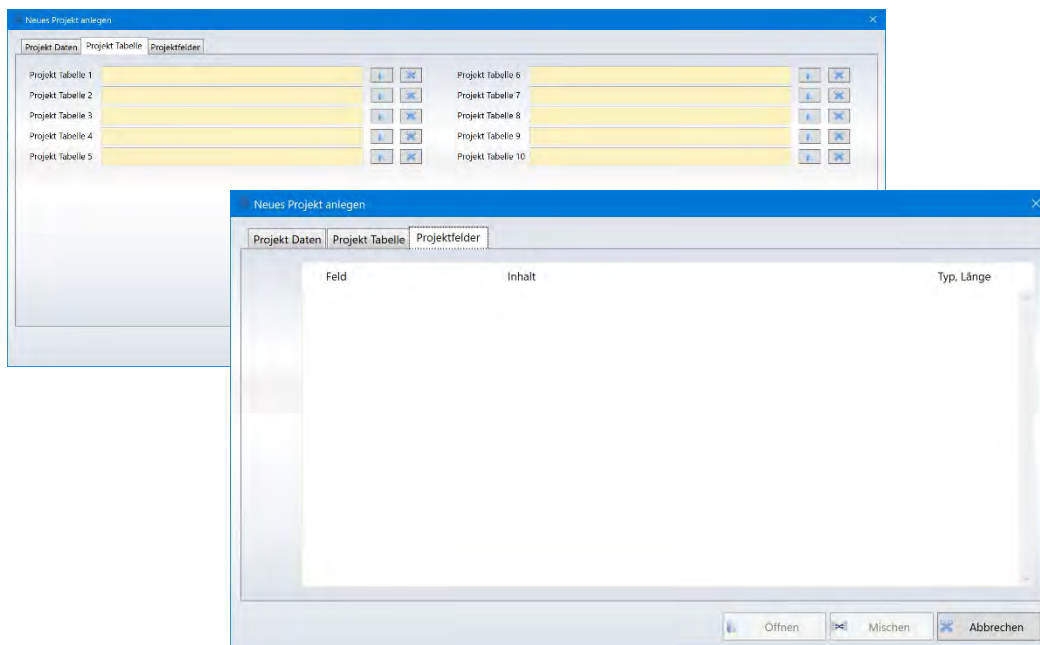 Neues Projekt anlegen
Projekt Daten Projekt Tabelle Projektfelder
Projekt Tabelle 1 Projekt Tabelle 6
Projekt Tabelle 2 Projekt Tabelle 7
Projekt Tabelle 3 Projekt Tabelle 8
Projekt Tabelle 4 Projekt Tabelle 9
Projekt Tabelle 5 Projekt Tabelle 10
Neues Projekt anlegen
Projekt Daten Projekt Tabelle Projektfelder
Feld Inhalt Typ, Länge
Öffnen Mischen Abbrechen